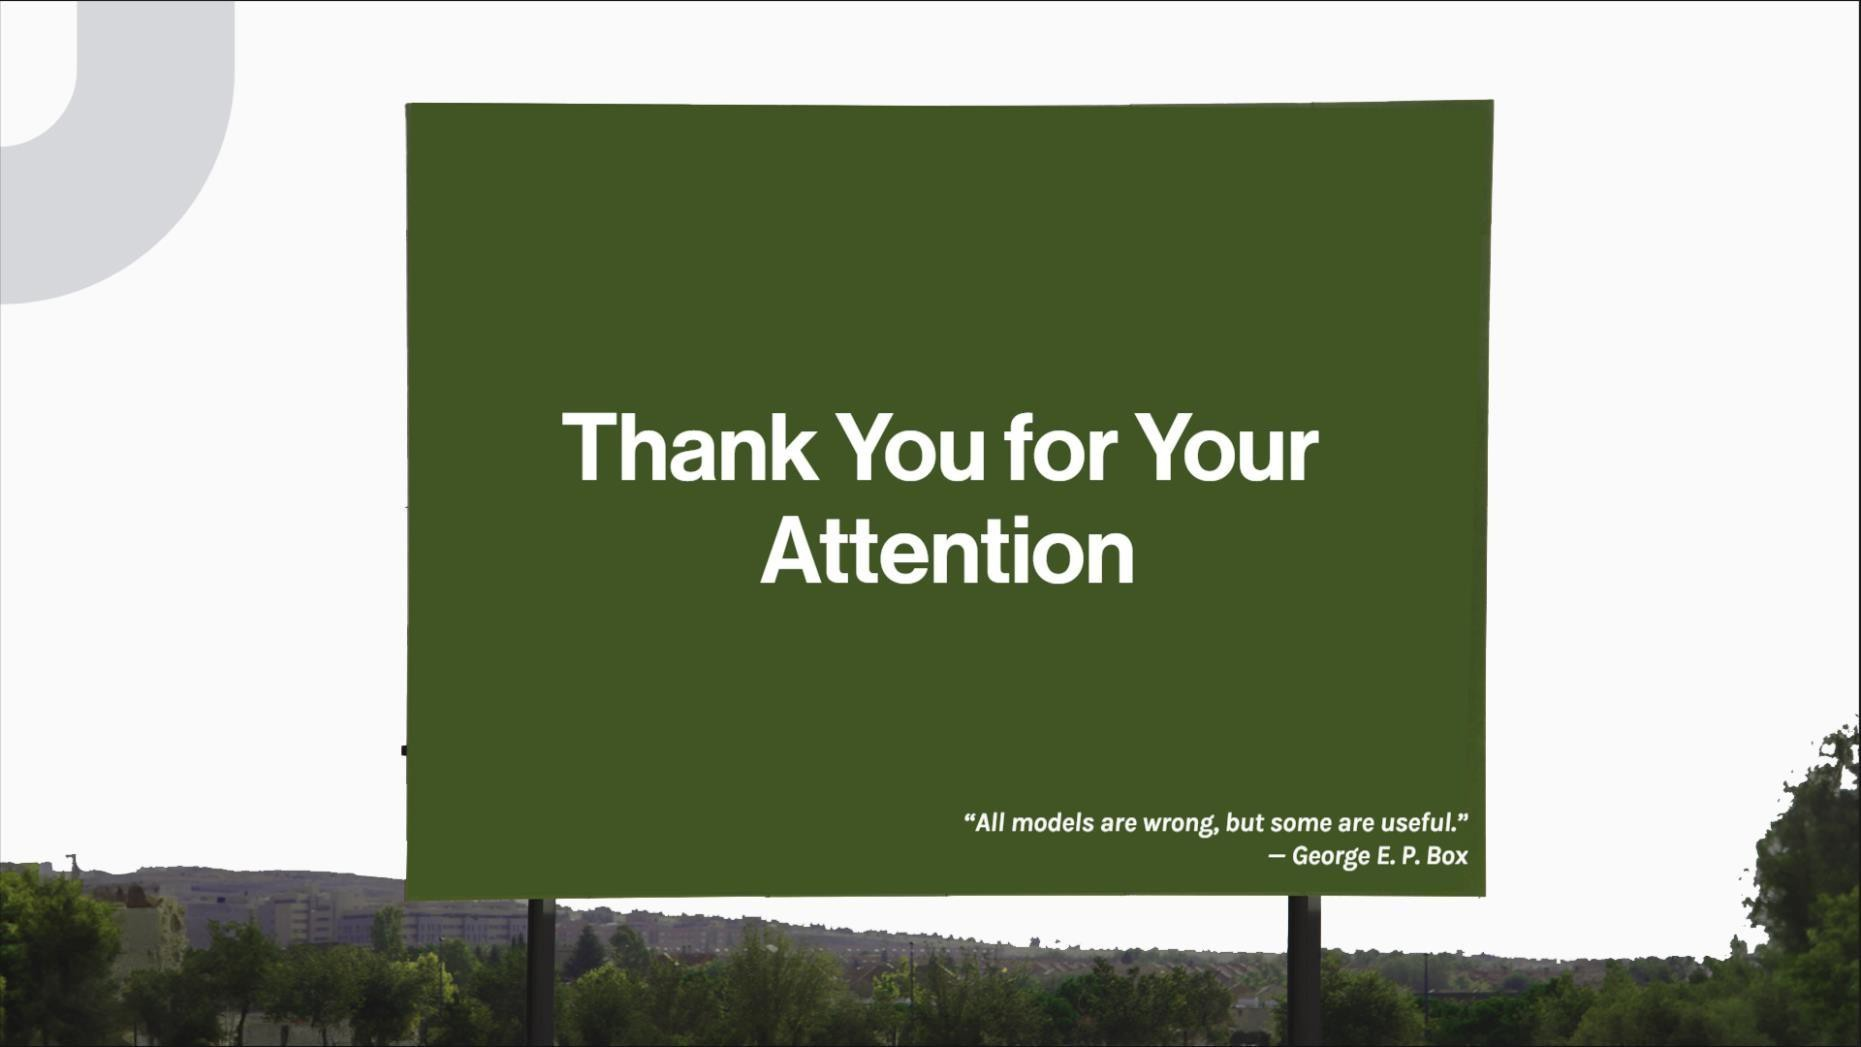 Thank You for Your
Attention
“All models are wrong, but some are useful.”
— George E. P. Box